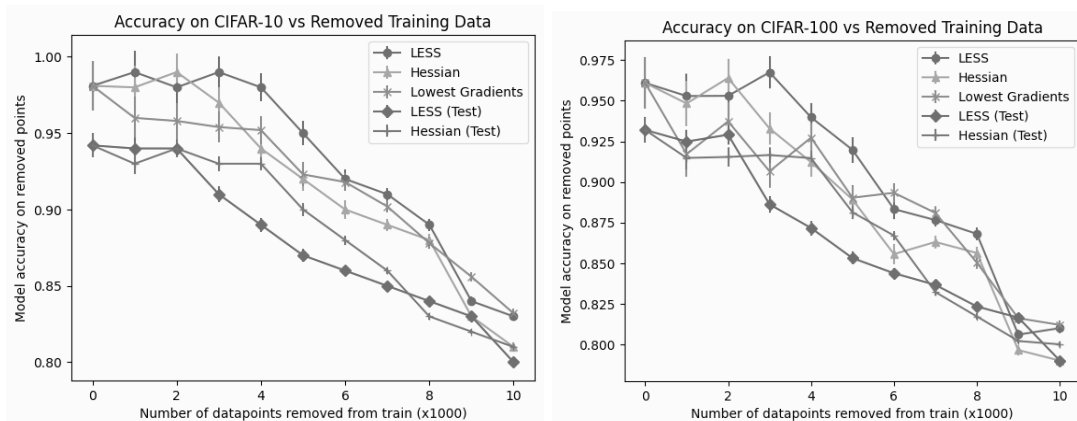 Accuracy on CIFAR-10 vs Removed Training Data
1.00
0.95
0.90
0.85
0.80
Model accuracy on removed points
LESS
Hessian
Lowest Gradients
LESS (Test)
Hessian (Test)
0 2 4 6 8 10
Number of datapoints removed from train (x1000)
Accuracy on CIFAR-100 vs Removed Training Data
0.975
0.950
0.925
0.900
0.875
0.850
0.825
0.800
Model accuracy on removed points
LESS
Hessian
Lowest Gradients
LESS (Test)
Hessian (Test)
0 2 4 6 8 10
Number of datapoints removed from train (x1000)